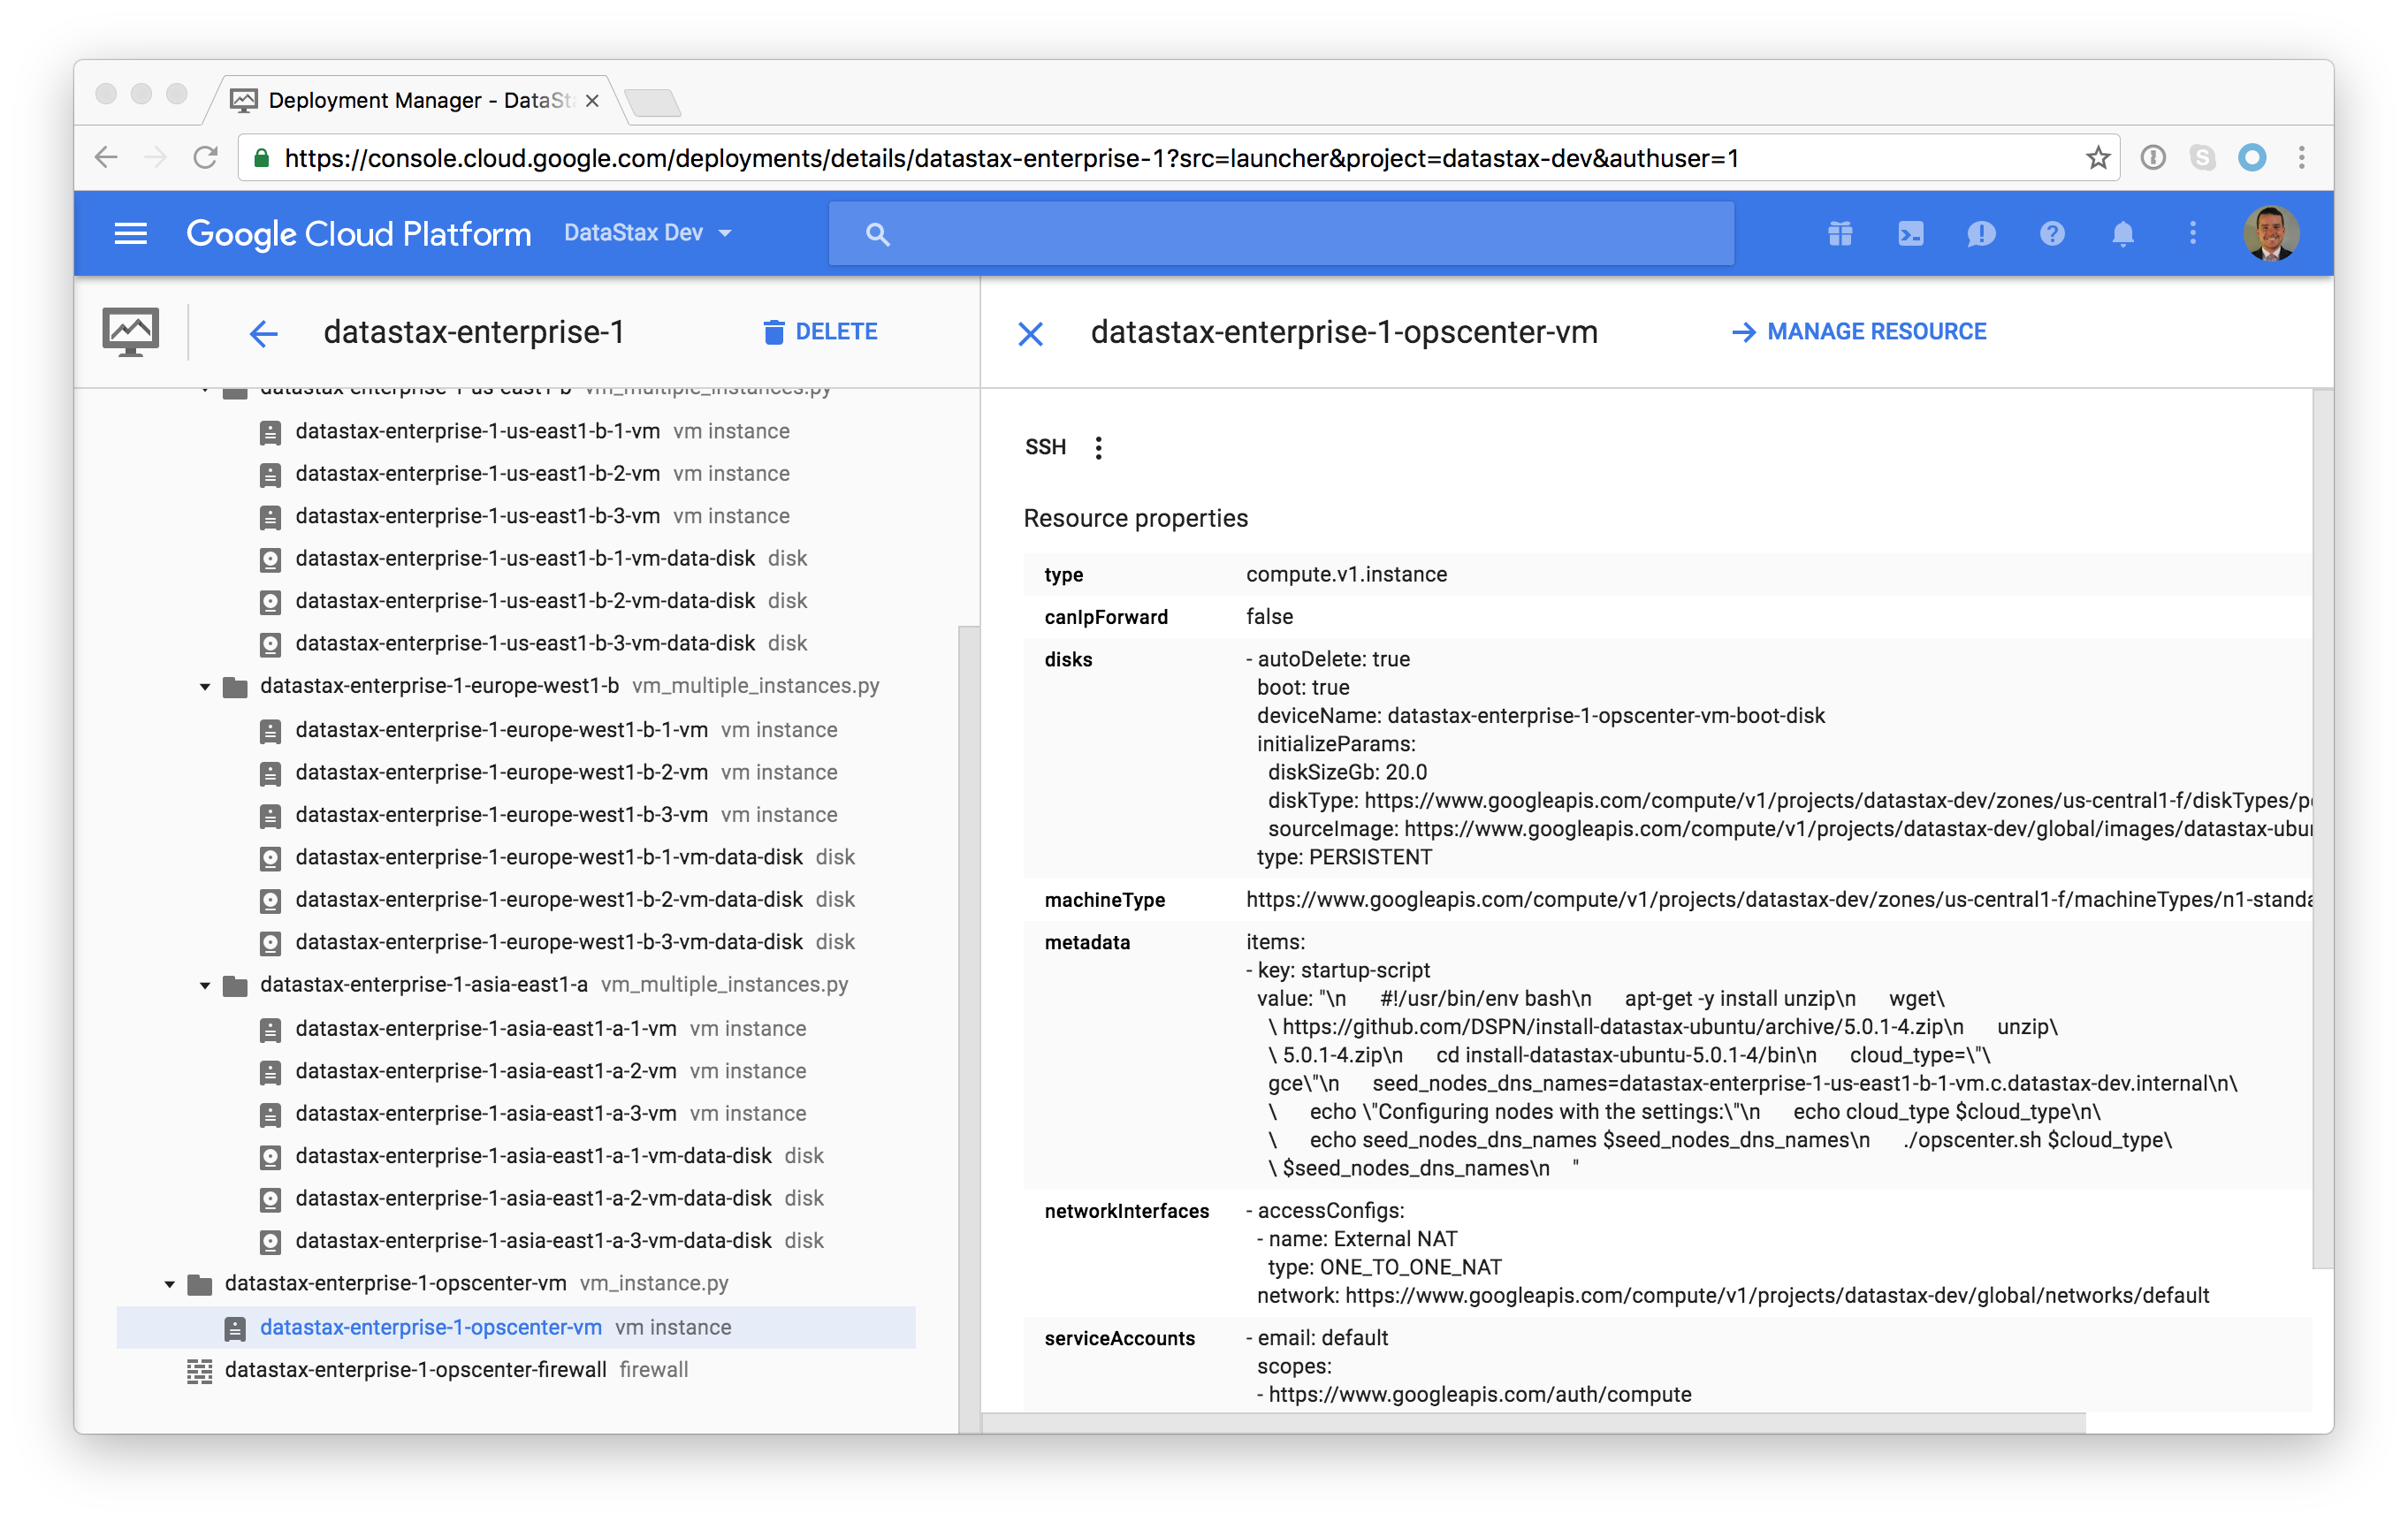 Deployment Manager - DataSta
https://console.cloud.google.com/deployments/details/datastax-enterprise-1?src=launcher&project=datastax-dev&authuser=1
Google Cloud Platform DataStax Dev
datastax-enterprise-1 DELETE
datastax-enterprise-1-us-east1-b vm_multiple_instances.py
datastax-enterprise-1-us-east1-b-1-vm vm instance
datastax-enterprise-1-us-east1-b-2-vm vm instance
datastax-enterprise-1-us-east1-b-3-vm vm instance
datastax-enterprise-1-us-east1-b-1-vm-data-disk disk
datastax-enterprise-1-us-east1-b-2-vm-data-disk disk
datastax-enterprise-1-us-east1-b-3-vm-data-disk disk
datastax-enterprise-1-europe-west1-b vm_multiple_instances.py
datastax-enterprise-1-europe-west1-b-1-vm vm instance
datastax-enterprise-1-europe-west1-b-2-vm vm instance
datastax-enterprise-1-europe-west1-b-3-vm vm instance
datastax-enterprise-1-europe-west1-b-1-vm-data-disk disk
datastax-enterprise-1-europe-west1-b-2-vm-data-disk disk
datastax-enterprise-1-europe-west1-b-3-vm-data-disk disk
datastax-enterprise-1-asia-east1-a vm_multiple_instances.py
datastax-enterprise-1-asia-east1-a-1-vm vm instance
datastax-enterprise-1-asia-east1-a-2-vm vm instance
datastax-enterprise-1-asia-east1-a-3-vm vm instance
datastax-enterprise-1-asia-east1-a-1-vm-data-disk disk
datastax-enterprise-1-asia-east1-a-2-vm-data-disk disk
datastax-enterprise-1-asia-east1-a-3-vm-data-disk disk
datastax-enterprise-1-opscenter-vm vm_instance.py
datastax-enterprise-1-opscenter-vm vm instance
datastax-enterprise-1-opscenter-firewall firewall
datastax-enterprise-1-opscenter-vm MANAGE RESOURCE
SSH
Resource properties
type compute.v1.instance
canIpForward false
disks - autoDelete: true
boot: true
deviceName: datastax-enterprise-1-opscenter-vm-boot-disk
initializeParams:
diskSizeGb: 20.0
diskType: https://www.googleapis.com/compute/v1/projects/datastax-dev/zones/us-central1-f/diskTypes/p
sourceImage: https://www.googleapis.com/compute/v1/projects/datastax-dev/global/images/datastax-ubu
type: PERSISTENT
machineType https://www.googleapis.com/compute/v1/projects/datastax-dev/zones/us-central1-f/machineTypes/n1-standa
metadata items:
- key: startup-script
value: "\n #!/usr/bin/env bash\n apt-get -y install unzip\n wget\
\ https://github.com/DSPN/install-datastax-ubuntu/archive/5.0.1-4.zip\n unzip\
\ 5.0.1-4.zip\n cd install-datastax-ubuntu-5.0.1-4/bin\n cloud_type=\"\
gce\"\n seed_nodes_dns_names=datastax-enterprise-1-us-east1-b-1-vm.c.datastax-dev.internal\n\
\ echo \"Configuring nodes with the settings:\"\n echo cloud_type $cloud_type\n\
\ echo seed_nodes_dns_names $seed_nodes_dns_names\n ./opscenter.sh $cloud_type\
\ $seed_nodes_dns_names\n "
networkInterfaces - accessConfigs:
- name: External NAT
type: ONE_TO_ONE_NAT
network: https://www.googleapis.com/compute/v1/projects/datastax-dev/global/networks/default
serviceAccounts - email: default
scopes:
- https://www.googleapis.com/auth/compute